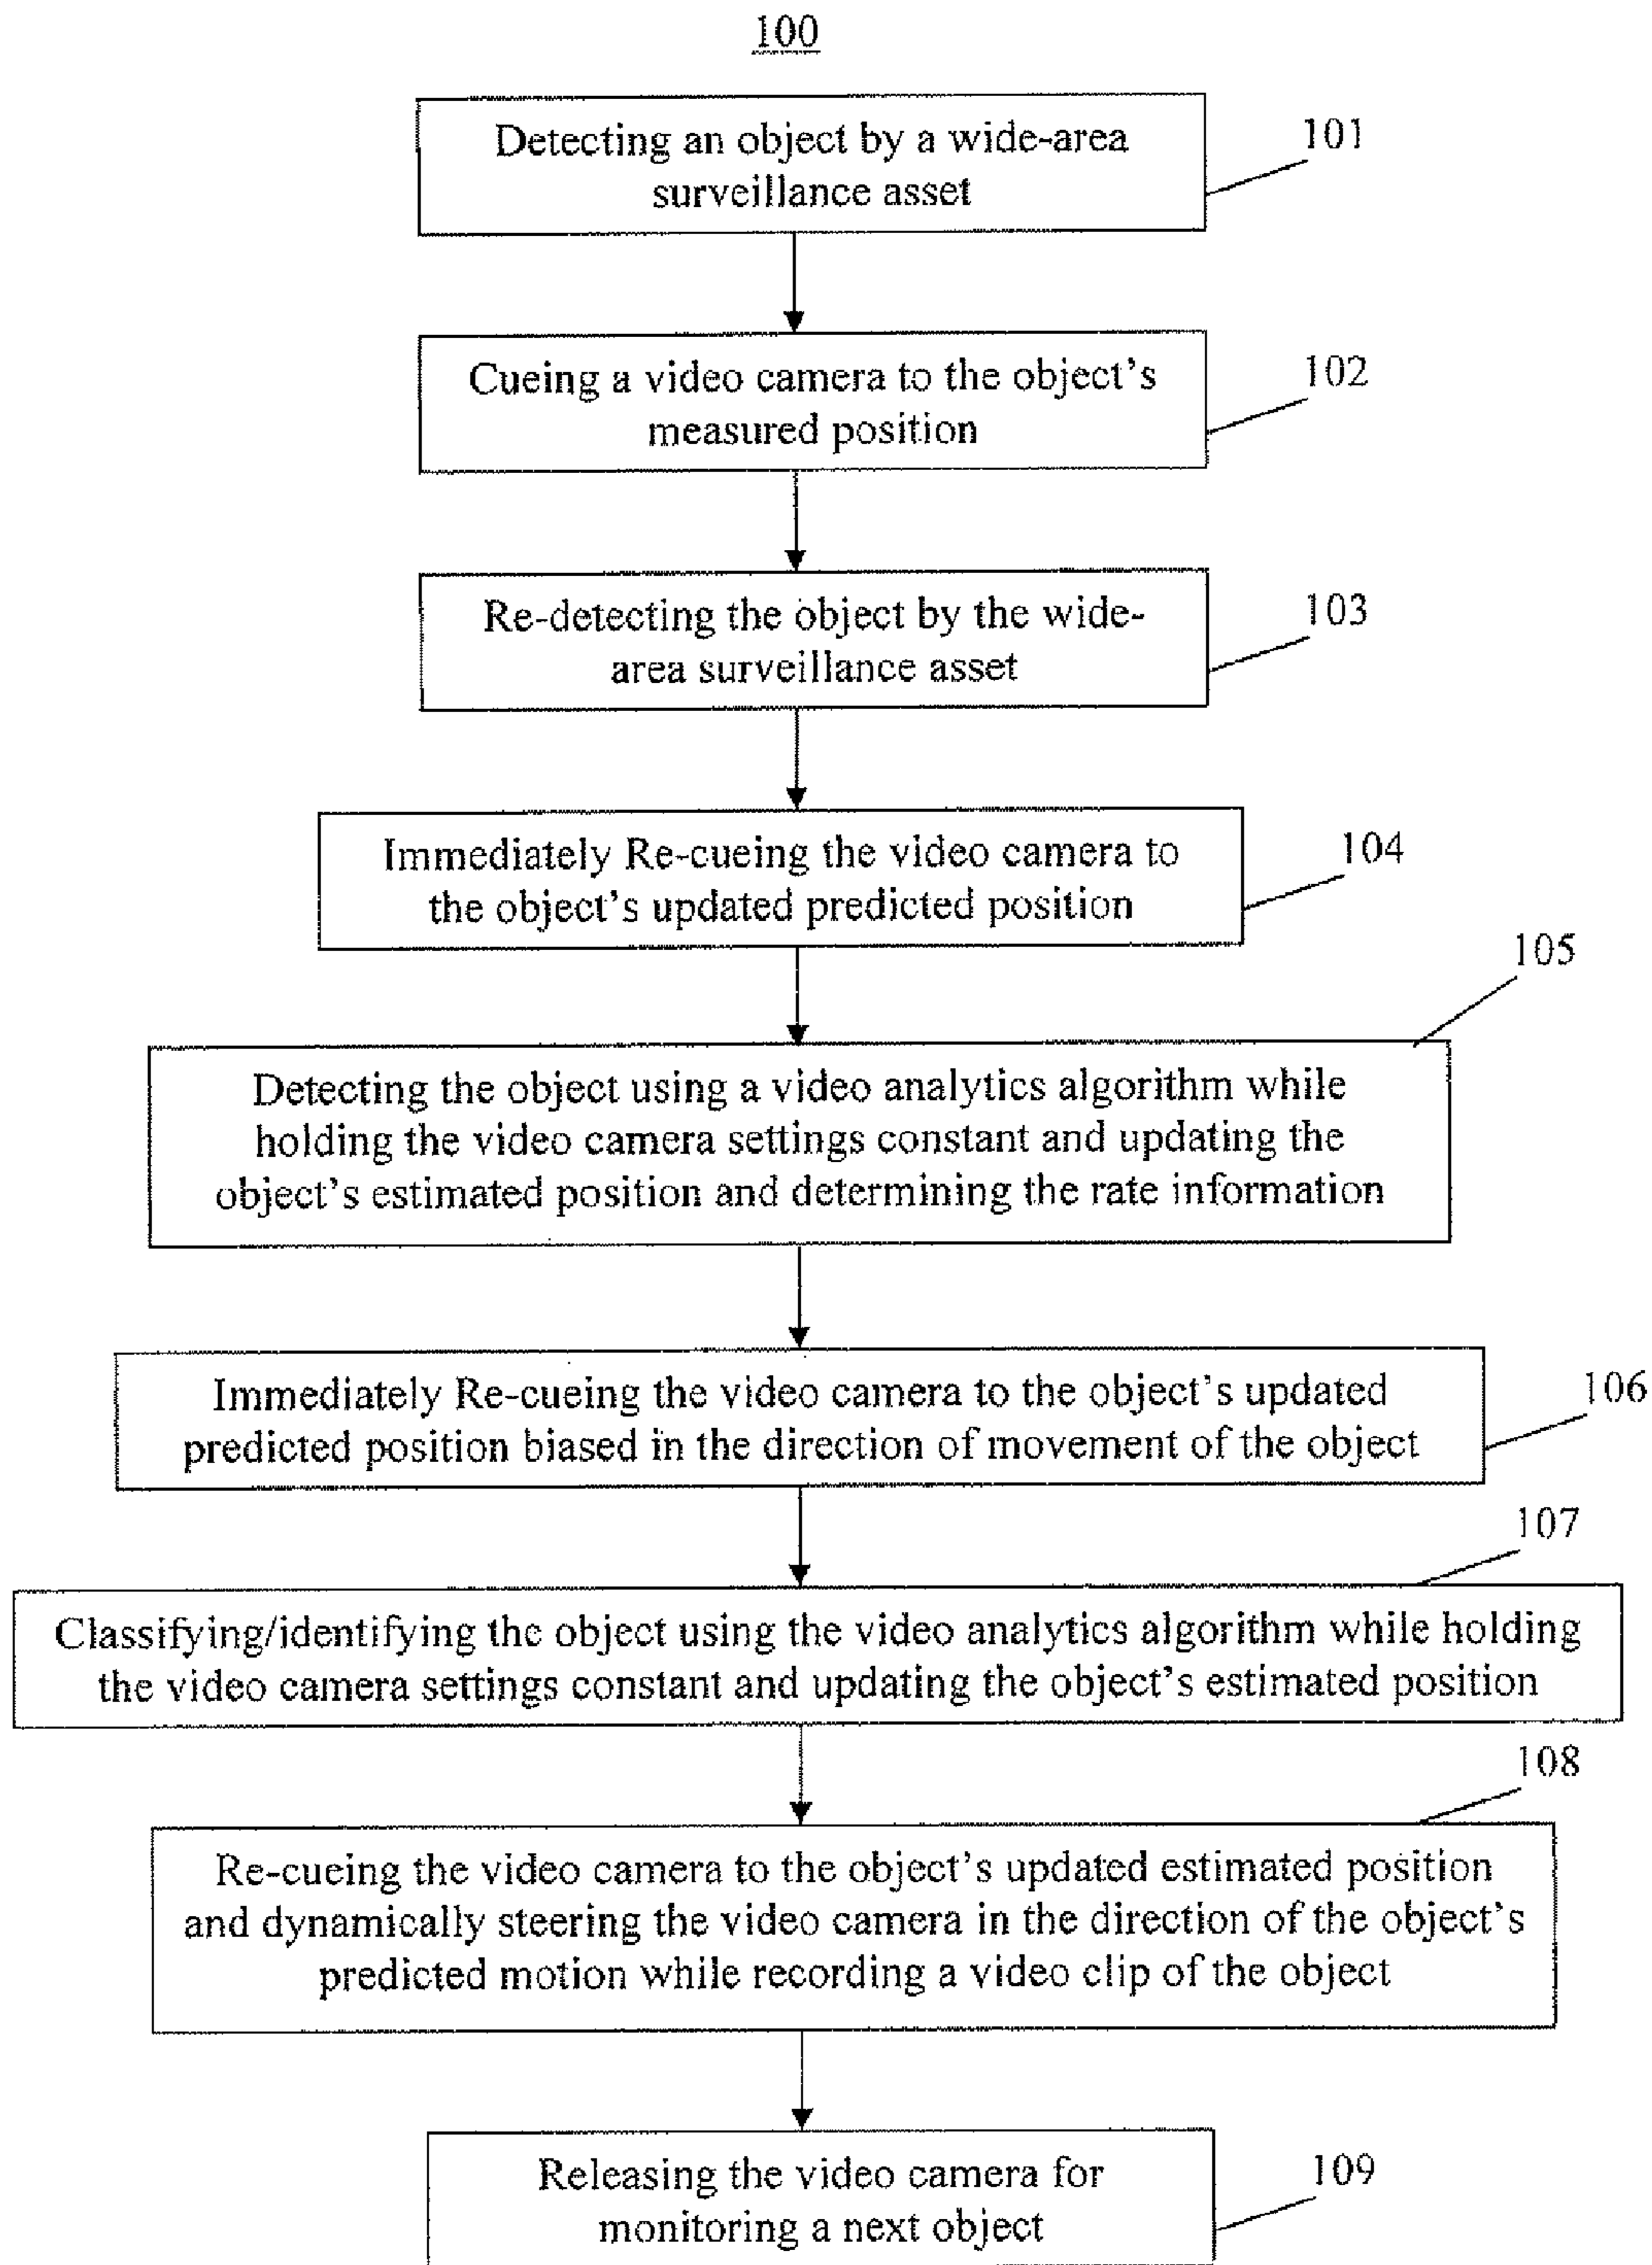 100
Detecting an object by a wide-area
surveillance asset
101
Cueing a video camera to the object's
measured position
102
Re-detecting the object by the wide-
area surveillance asset
103
Immediately Re-cueing the video camera to
the object's updated predicted position
104
105
Detecting the object using a video analytics algorithm while
holding the video camera settings constant and updating the
object's estimated position and determining the rate information
Immediately Re-cueing the video camera to the object's updated
predicted position biased in the direction of movement of the object
106
107
Classifying/identifying the object using the video analytics algorithm while holding
the video camera settings constant and updating the object's estimated position
108
Re-cueing the video camera to the object's updated estimated position
and dynamically steering the video camera in the direction of the object's
predicted motion while recording a video clip of the object
Releasing the video camera for
monitoring a next object
109